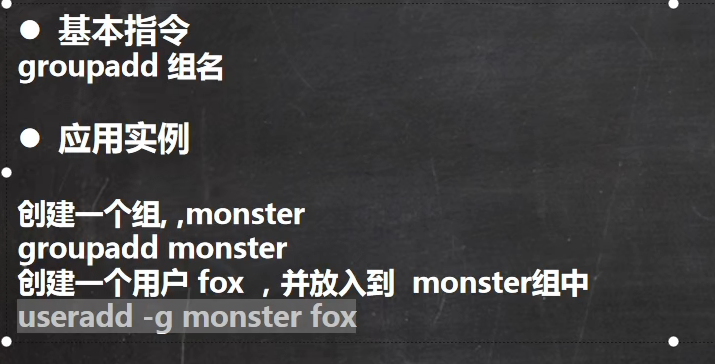 ● 基本指令
groupadd 组名
● 应用实例
创建一个组, ,monster
groupadd monster
创建一个用户 fox ，并放入到 monster组中
useradd -g monster fox